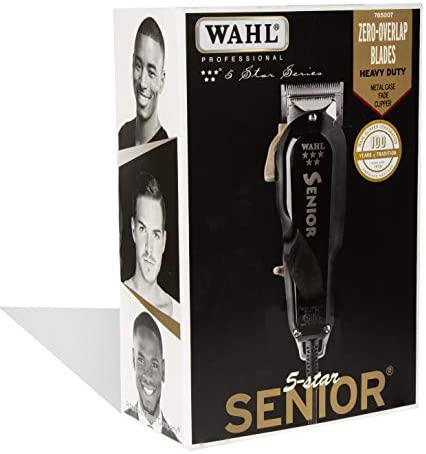 WAHL®
PROFESSIONAL
5 Star Series
765007
ZERO-OVERLAP
BLADES
HEAVY DUTY
METAL CASE
FADE
CLIPPER
100
YEARS of TRADITION
WAHL
SENIOR
5-star
SENIOR®